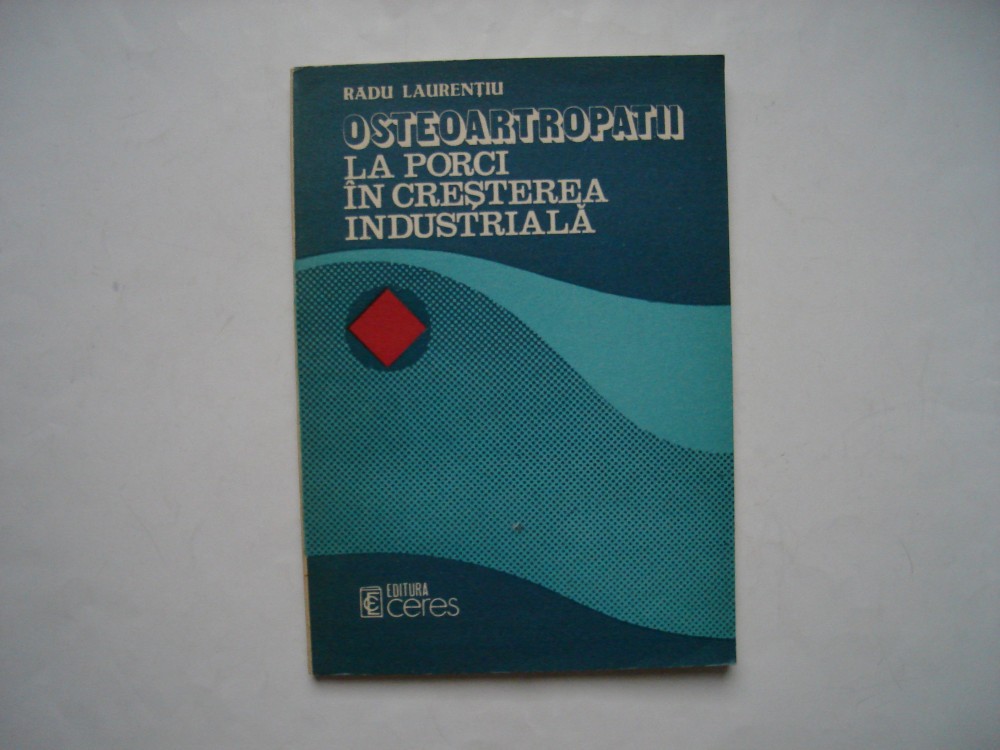 RADU LAURENȚIU
OSTEOARTROPATII
LA PORCI
ÎN CREȘTEREA
INDUSTRIALĂ
EDITURA
ceres